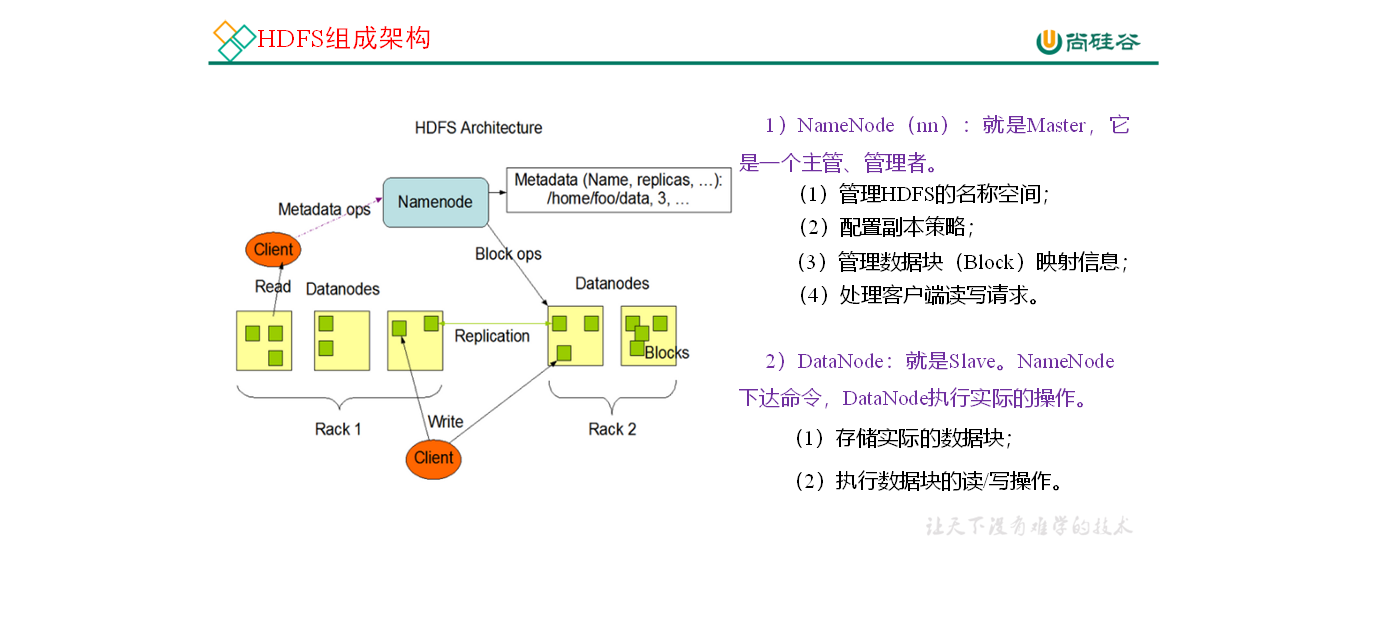 HDFS组成架构
尚硅谷
HDFS Architecture
Metadata (Name, replicas, ...):
/home/foo/data, 3, ...
Namenode
Metadata ops
Client
Block ops
Read
Datanodes
Datanodes
Replication
Blocks
Rack 1
Write
Rack 2
Client
1）NameNode（nn）：就是Master，它
是一个主管、管理者。
（1）管理HDFS的名称空间；
（2）配置副本策略；
（3）管理数据块（Block）映射信息；
（4）处理客户端读写请求。
2）DataNode：就是Slave。NameNode
下达命令，DataNode执行实际的操作。
（1）存储实际的数据块；
（2）执行数据块的读/写操作。
让天下没有难学的技术